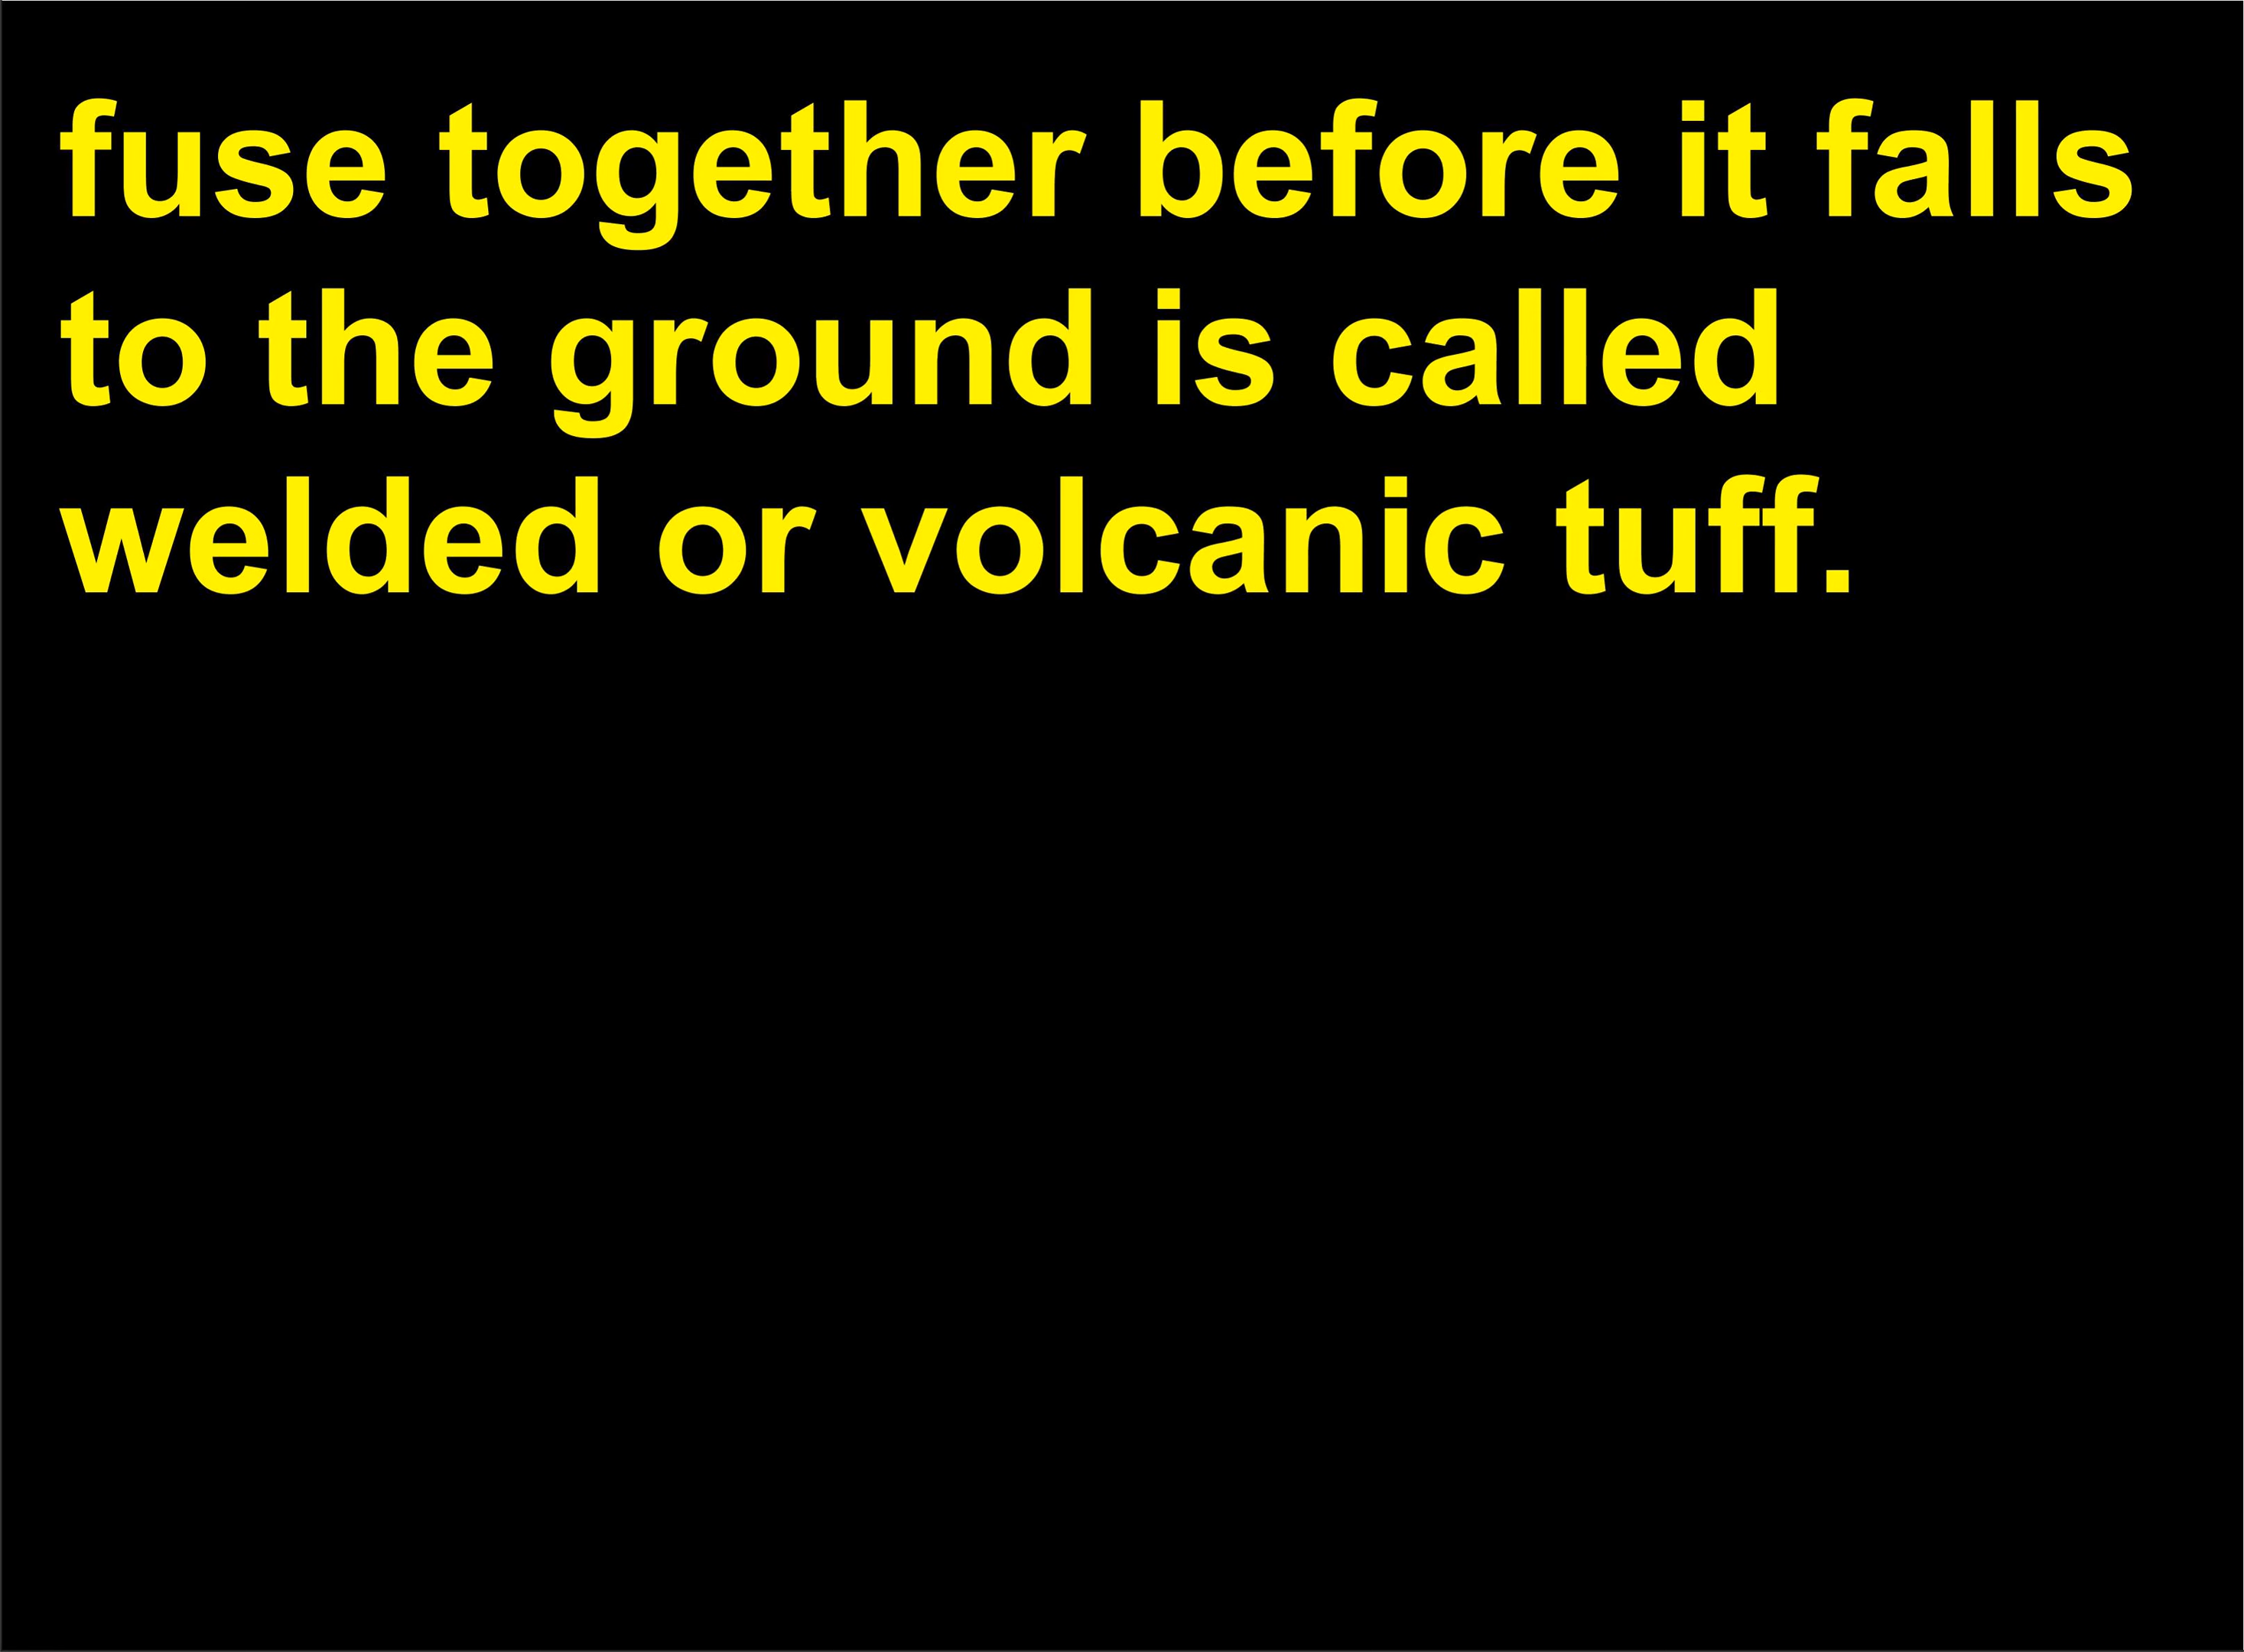 fuse together before it falls
to the ground is called
welded or volcanic tuff.